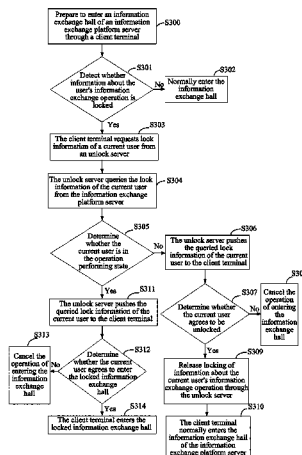 Prepare to enter an information
exchange hall of an information
exchange platform server
through a client terminal
S300
S301
Detect whether
information about the
user's information
exchange operation is
locked
No
S302
Normally enter the
information
exchange hall
Yes
S303
The client terminal requests lock
information of a current user from
an unlock server
S304
The unlock server queries the lock
information of the current user
from the information exchange
platform server
S305
Determine
whether the
current user is in
the operation
performing state
No
S306
The unlock server pushes
the queried lock
information of the current
user to the client terminal
Yes
S311
The unlock server pushes the
queried lock information of the
current user to the client terminal
S307
Determine whether
the current user
agrees to be
unlocked
No
Cancel the
operation
of entering
the
information
exchange
hall
S313
Cancel the
operation of
entering the
information
exchange
hall
No
S312
Determine
whether the current
user agrees to enter
the locked information
exchange
hall
Yes
S309
Release locking of
information about the
current user's information
exchange operation through
the unlock server
Yes
S314
The client terminal enters the
locked information exchange hall
S310
The client terminal
normally enters the
information exchange hall
of the information
exchange platform server